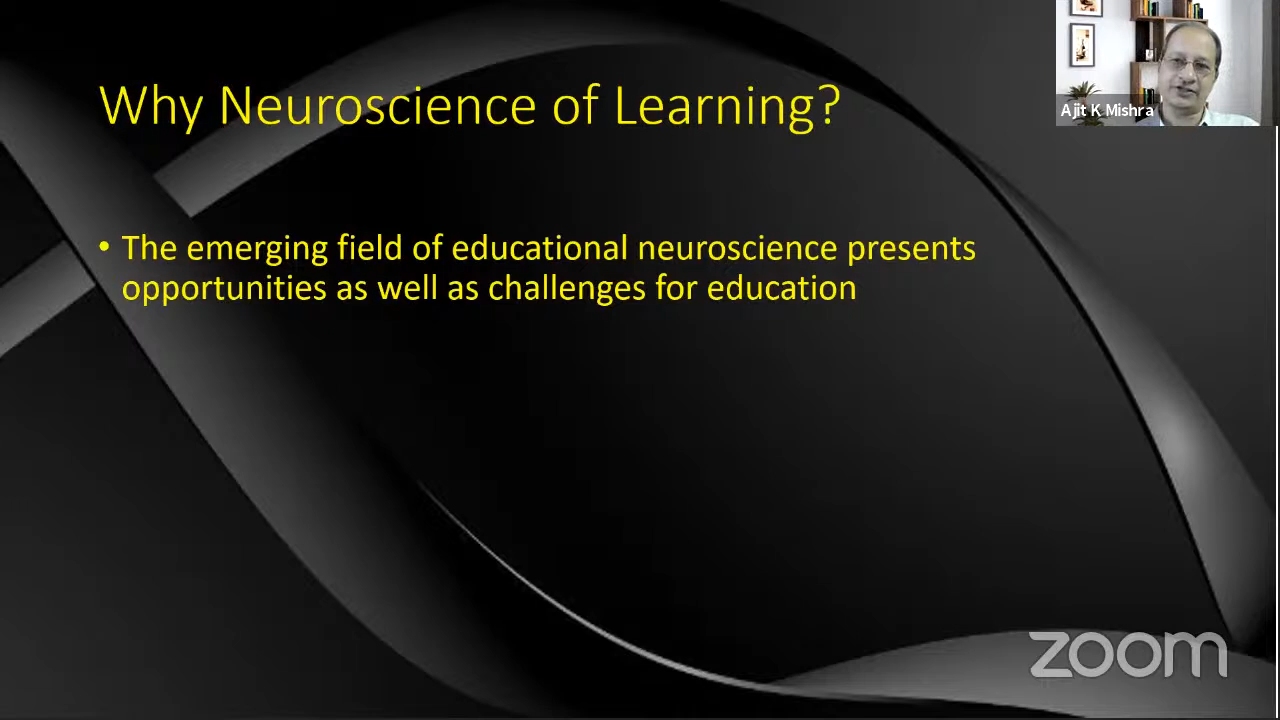 Why Neuroscience of Learning?
Ajit K Mishra
• The emerging field of educational neuroscience presents
opportunities as well as challenges for education
zoom